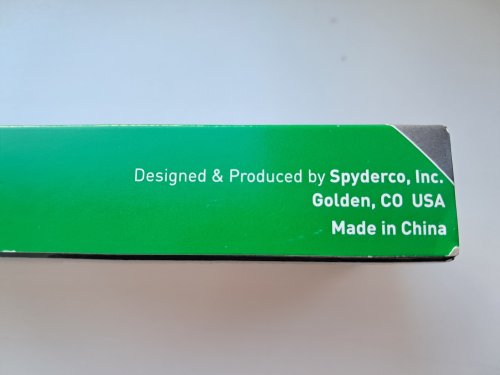 Designed & Produced by Spyderco, Inc.
Golden, CO USA
Made in China